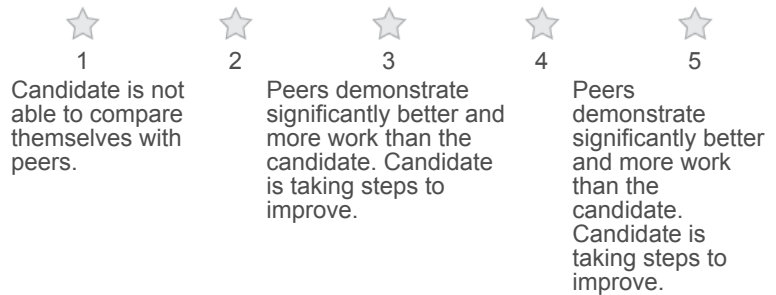 1
2
3
4
5
Candidate is not
able to compare
themselves with
peers.
Peers demonstrate
significantly better and
more work than the
candidate. Candidate
is taking steps to
improve.
Peers
demonstrate
significantly better
and more work
than the
candidate.
Candidate is
taking steps to
improve.